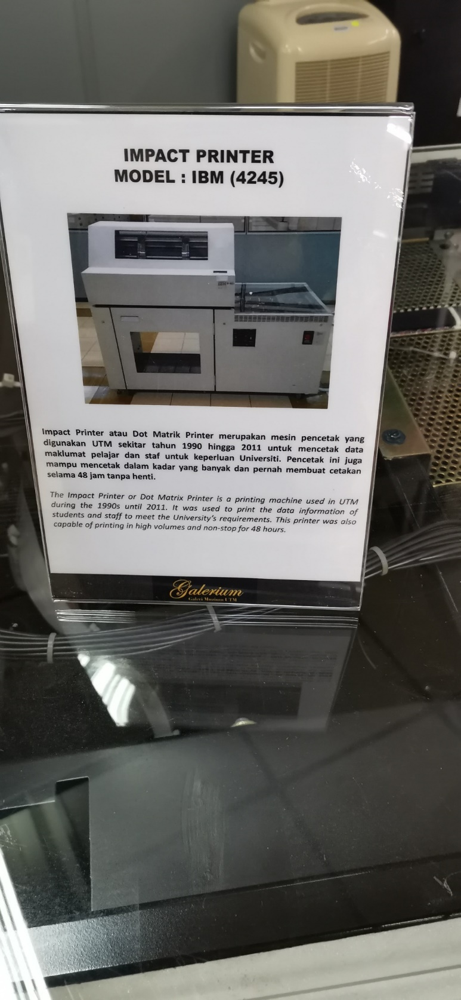 IMPACT PRINTER
MODEL : IBM (4245)
Impact Printer atau Dot Matrik Printer merupakan mesin pencetak yang
digunakan UTM sekitar tahun 1990 hingga 2011 untuk mencetak data
maklumat pelajar dan staf untuk keperluan Universiti. Pencetak ini juga
mampu mencetak dalam kadar yang banyak dan pernah membuat cetakan
selama 48 jam tanpa henti.
The Impact Printer or Dot Matrix Printer is a printing machine used in UTM
during the 1990s until 2011. It was used to print the data information of
students and staff to meet the University's requirements. This printer was also
capable of printing in high volumes and non-stop for 48 hours.
Galerium
Galeri Muzium UTM